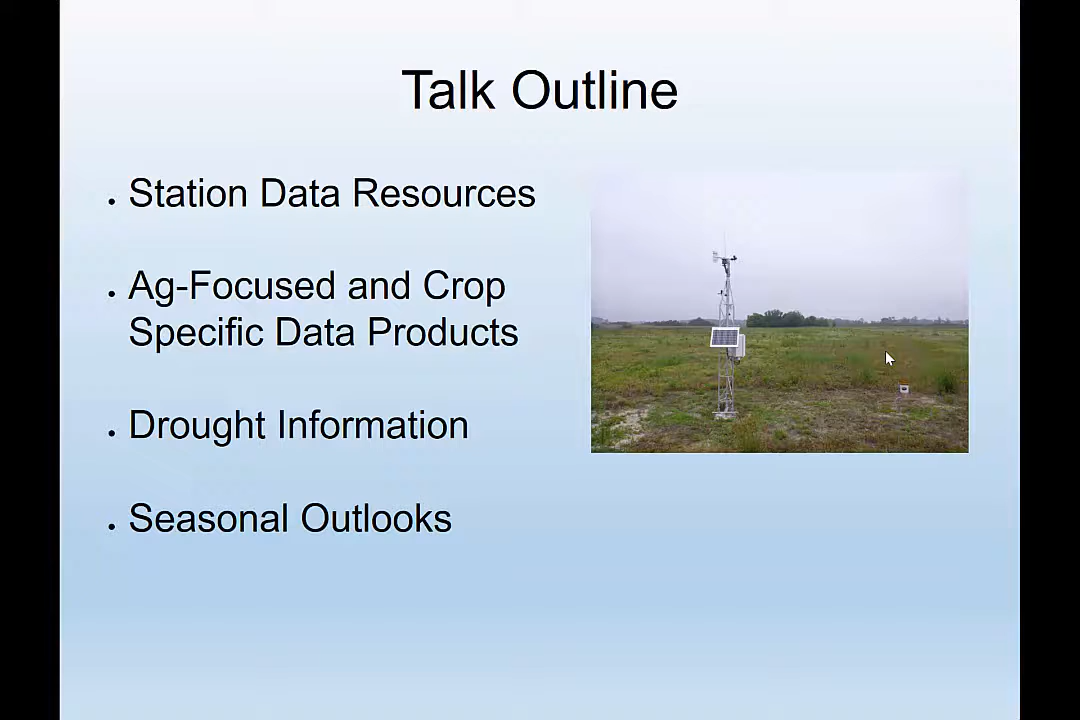 Talk Outline
Station Data Resources
Ag-Focused and Crop
Specific Data Products
Drought Information
Seasonal Outlooks